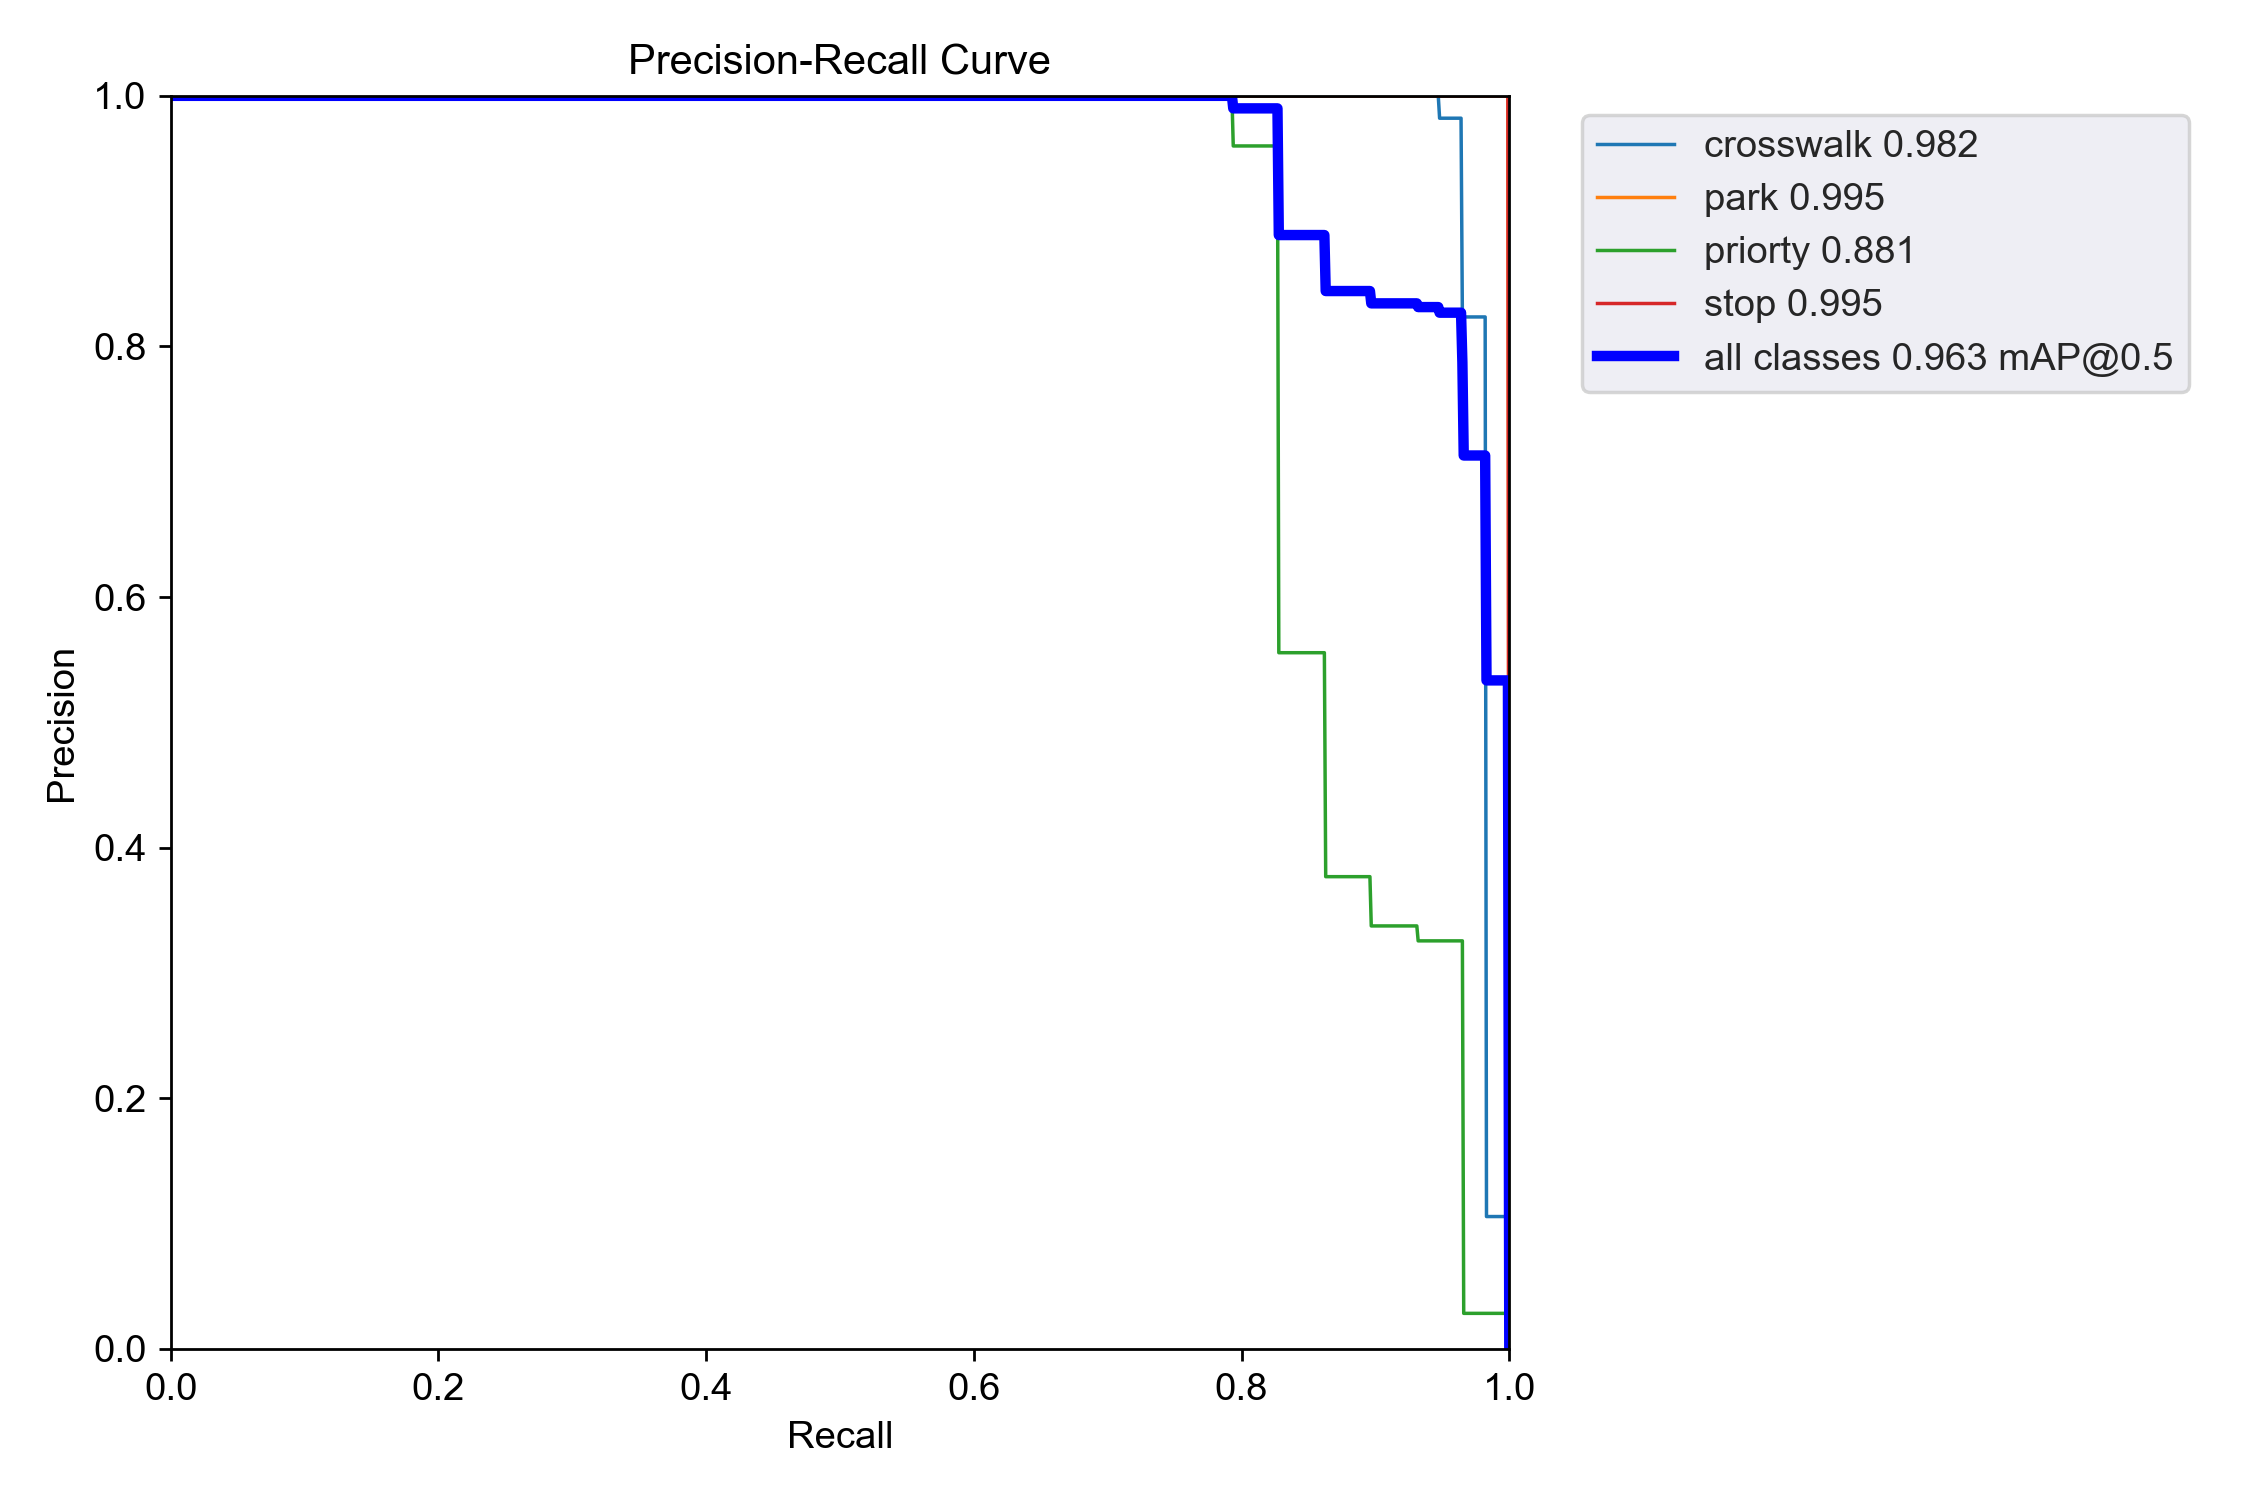 Precision-Recall Curve
1.0
0.8
0.6
0.4
0.2
0.0
Precision
0.0 0.2 0.4 0.6 0.8 1.0
Recall
crosswalk 0.982
park 0.995
priorty 0.881
stop 0.995
all classes 0.963 mAP@0.5